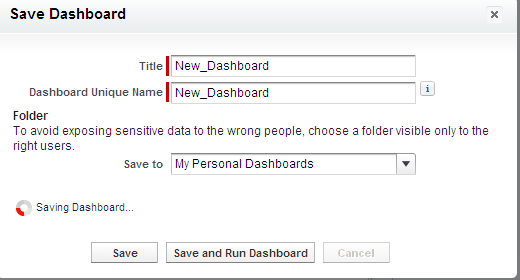 Save Dashboard
Title New_Dashboard
Dashboard Unique Name New_Dashboard i
Folder
To avoid exposing sensitive data to the wrong people, choose a folder visible only to the
right users.
Save to My Personal Dashboards
Saving Dashboard...
Save Save and Run Dashboard Cancel